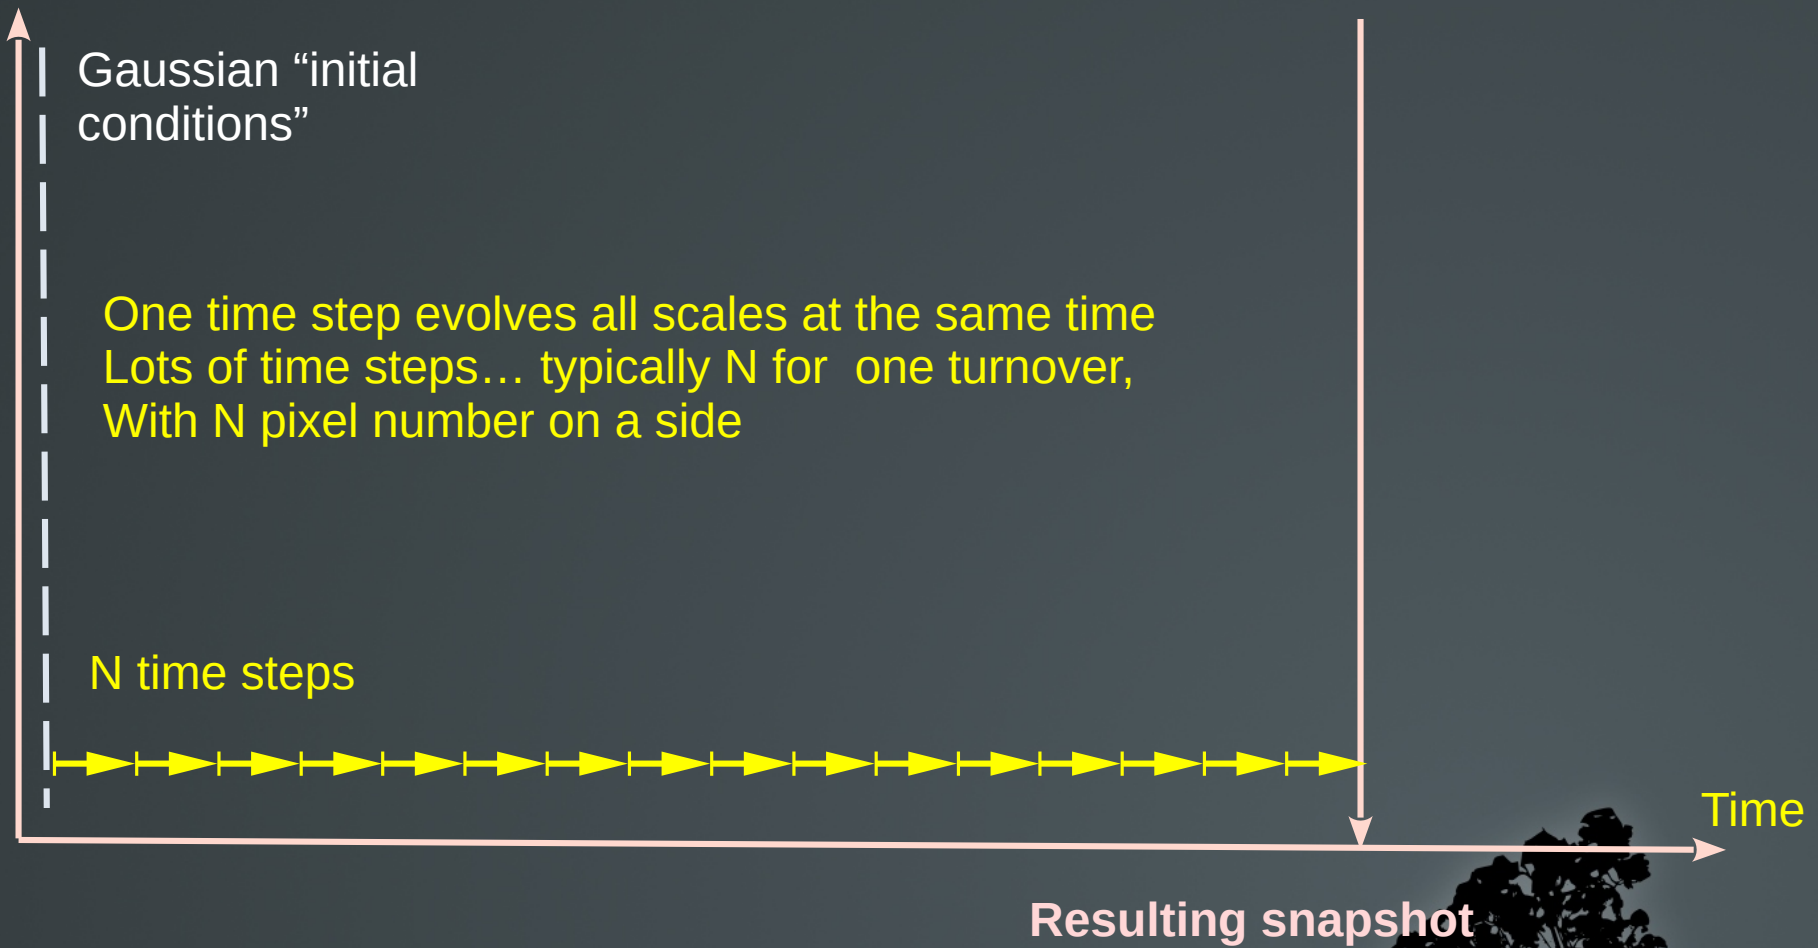 Gaussian “initial
conditions”
One time step evolves all scales at the same time
Lots of time steps… typically N for  one turnover,
With N pixel number on a side
N time steps
Time
Resulting snapshot